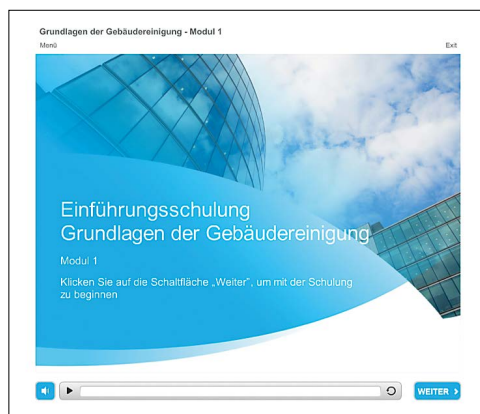 Grundlagen der Gebäudereinigung - Modul 1
Menü Exit
Einführungsschulung
Grundlagen der Gebäudereinigung
Modul 1
Klicken Sie auf die Schaltfläche „Weiter", um mit der Schulung
zu beginnen
WEITER